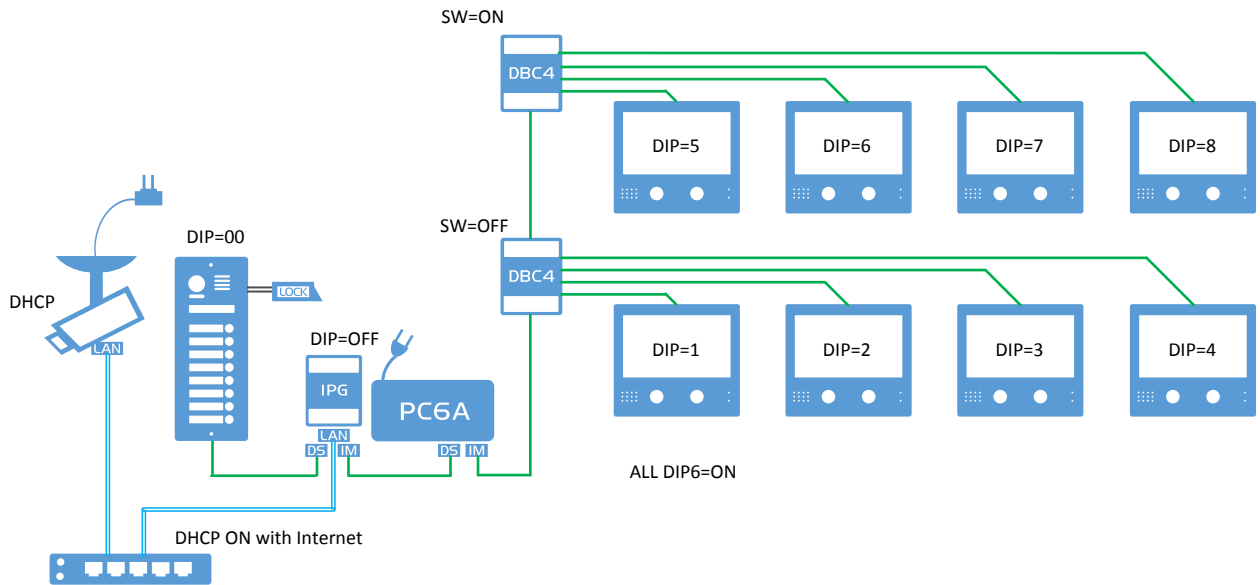 SW=ON
DBC4
DIP=5
DIP=6
DIP=7
DIP=8
SW=OFF
DIP=00
DBC4
DHCP
LOCK
LAN
DIP=OFF
DIP=1
DIP=2
DIP=3
DIP=4
IPG
PC6A
LAN
DS
IM
DS
IM
ALL DIP6=ON
DHCP ON with Internet